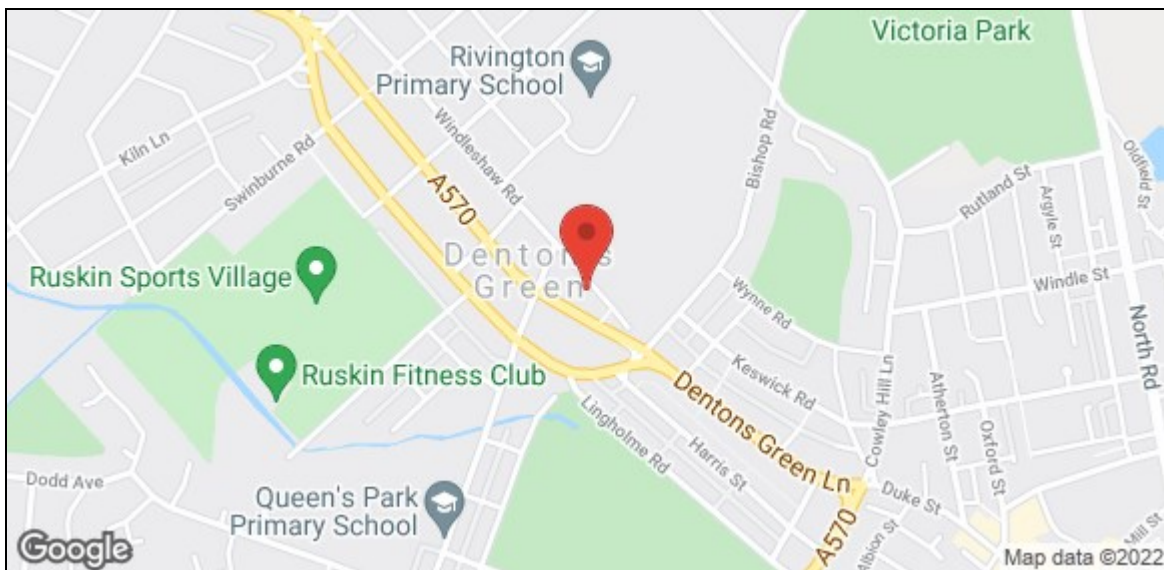 Victoria Park
Rivington
Primary School
Kiln Ln
Swinburne Rd
Windleshaw Rd
A570
Bishop Rd
Rutland St
Argyle St
Oldfield St
Dentons
Green
Ruskin Sports Village
Windle St
Wynne Rd
North Rd
Ruskin Fitness Club
Keswick Rd
Dentons Green Ln
Cowley Hill Ln
Atherton St
Oxford St
Lingholme Rd
Harris St
Dodd Ave
Queen's Park
Primary School
Duke St
A570
Albion St
Mill St
Google
Map data ©2022